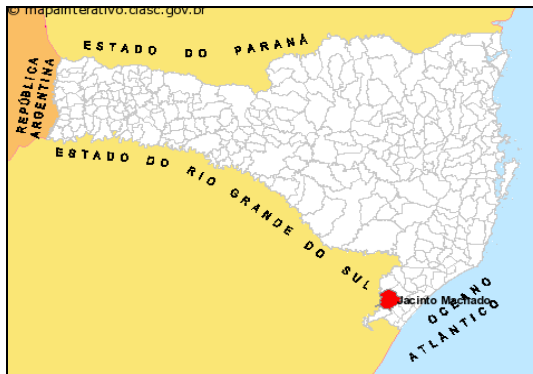 © mapainterativo.ciasc.gov.br
ESTADO DO PARANÁ
REPÚBLICA
ARGENTINA
ESTADO DO RIO GRANDE DO SUL
Jacinto Machado
OCEANO
ATLÂNTICO